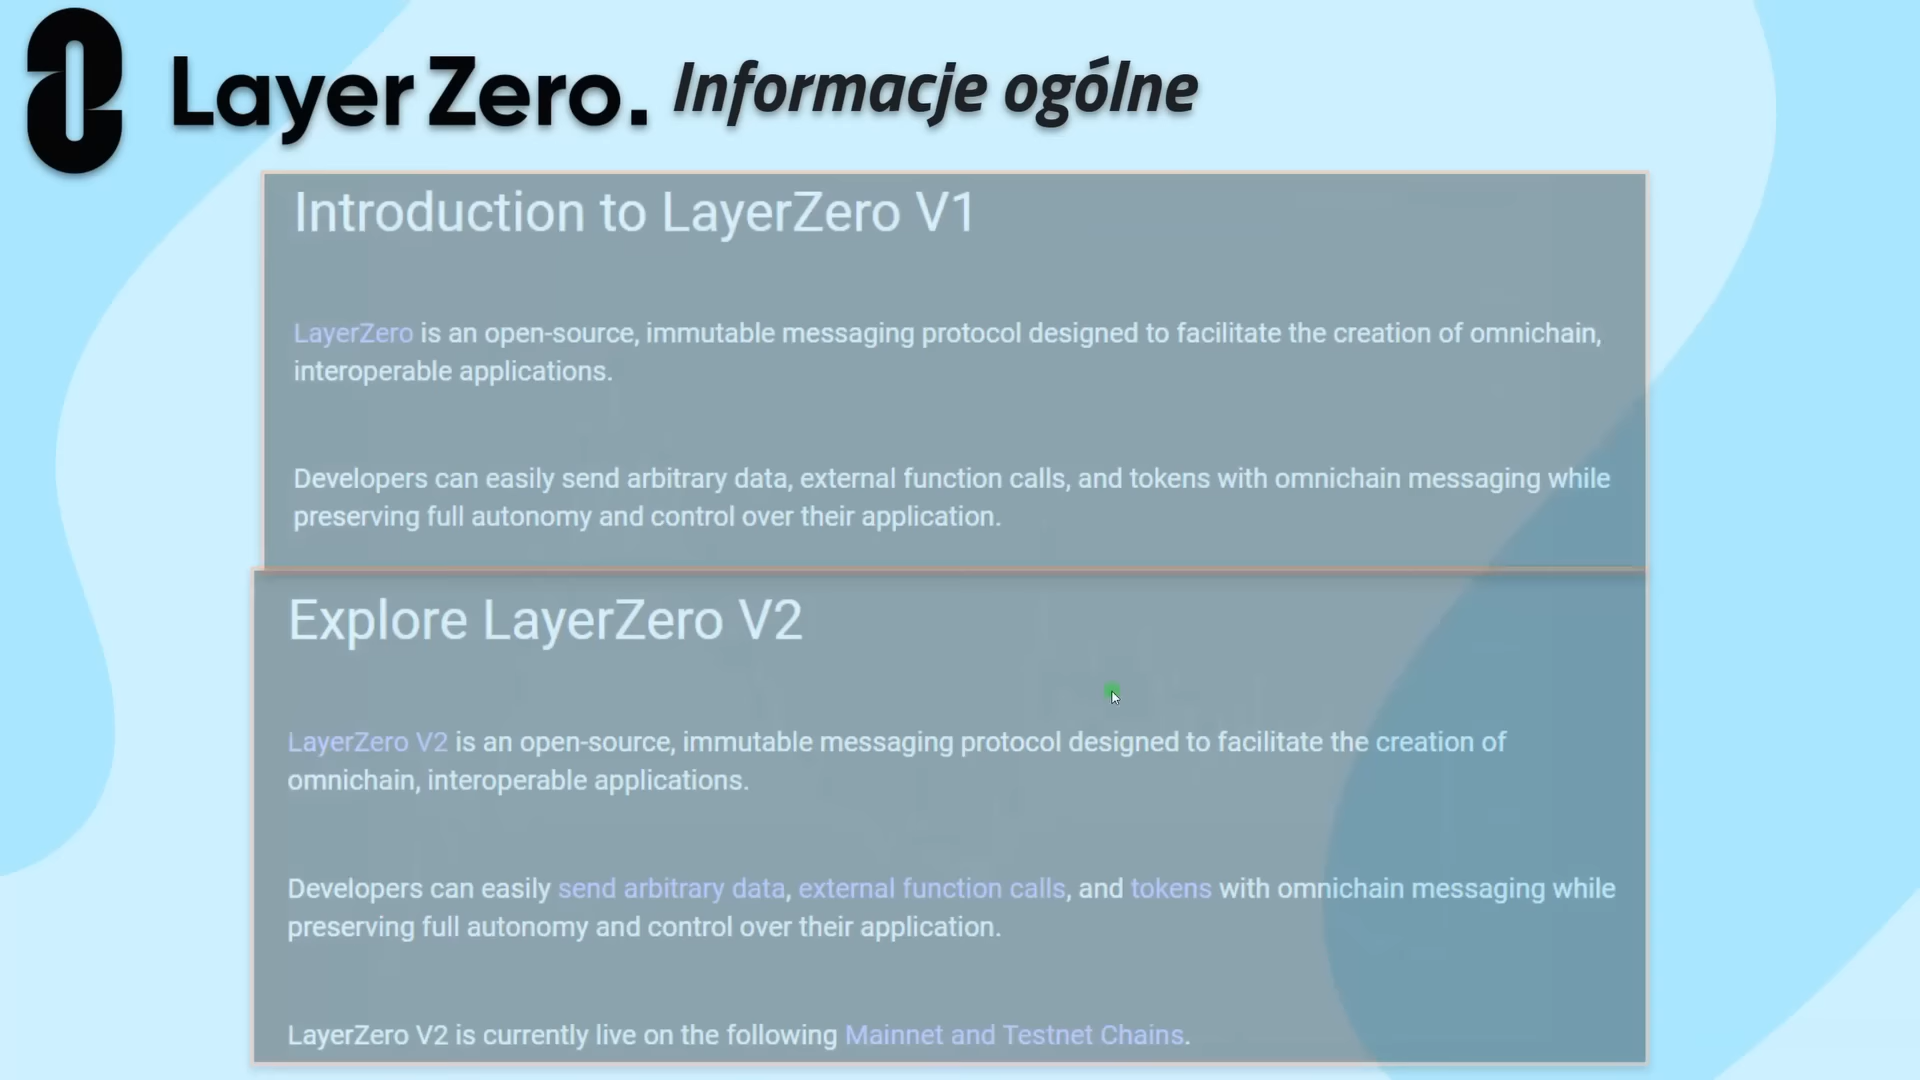 LayerZero. Informacje ogólne
Introduction to LayerZero V1
LayerZero is an open-source, immutable messaging protocol designed to facilitate the creation of omnichain,
interoperable applications.
Developers can easily send arbitrary data, external function calls, and tokens with omnichain messaging while
preserving full autonomy and control over their application.
Explore LayerZero V2
LayerZero V2 is an open-source, immutable messaging protocol designed to facilitate the creation of
omnichain, interoperable applications.
Developers can easily send arbitrary data, external function calls, and tokens with omnichain messaging while
preserving full autonomy and control over their application.
LayerZero V2 is currently live on the following Mainnet and Testnet Chains.